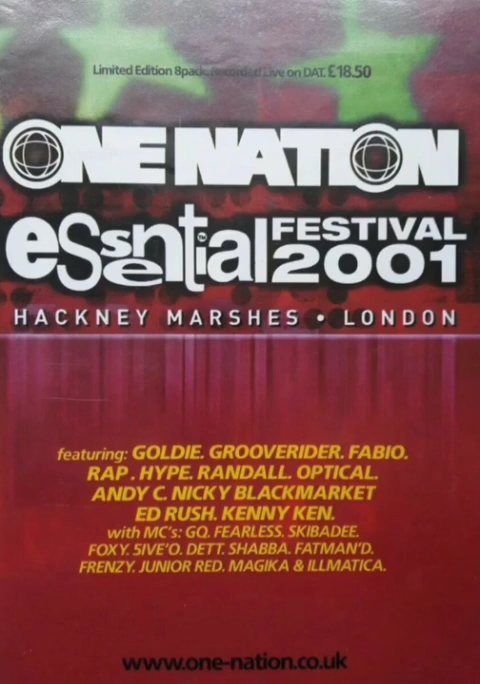 Limited Edition 8pack. Recorded Live on DAT. £18.50
ONE NATION
essential FESTIVAL
2001
HACKNEY MARSHES • LONDON
featuring: GOLDIE. GROOVERIDER. FABIO.
RAP . HYPE. RANDALL. OPTICAL.
ANDY C. NICKY BLACKMARKET
ED RUSH. KENNY KEN.
with MC's: GQ. FEARLESS. SKIBADEE.
FOXY. 5IVE'O. DETT. SHABBA. FATMAN'D.
FRENZY. JUNIOR RED. MAGIKA & ILLMATICA.
www.one-nation.co.uk